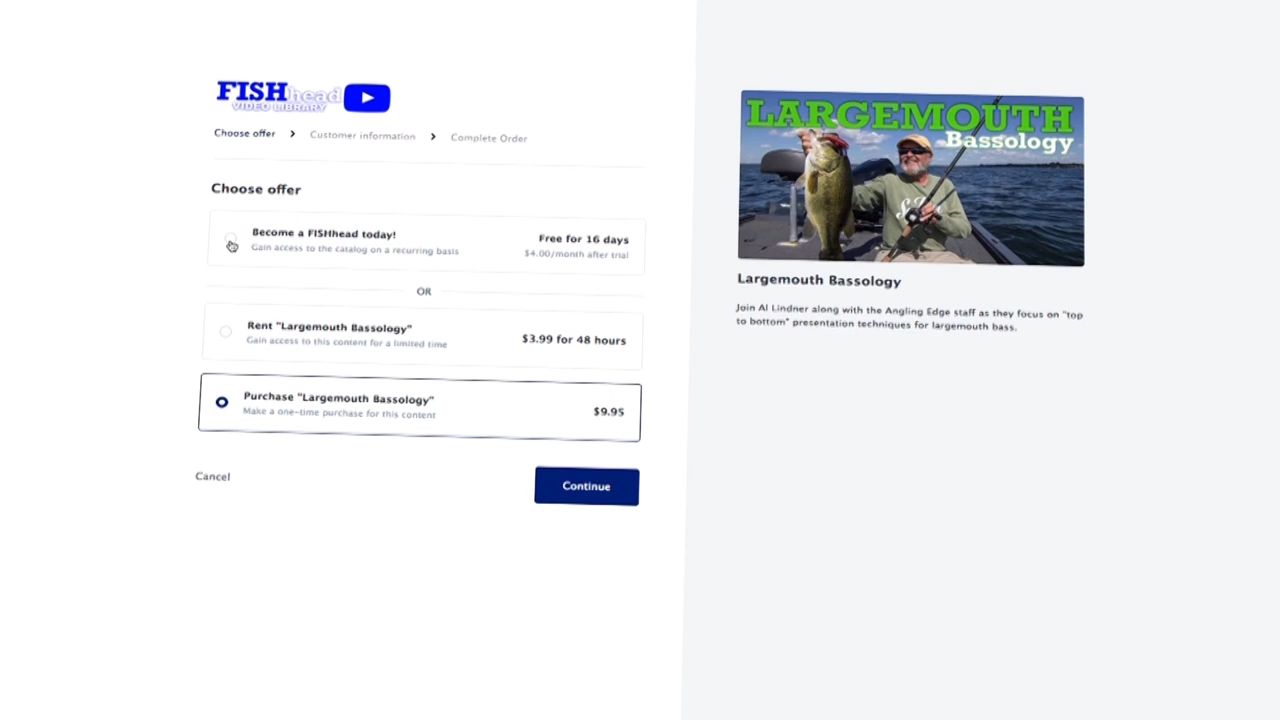 FISHhead
VIDEO LIBRARY
Choose offer > Customer information > Complete Order
Choose offer
Become a FISHhead today!
Free for 16 days
Gain access to the catalog on a recurring basis
$4.00/month after trial
OR
Rent "Largemouth Bassology"
$3.99 for 48 hours
Gain access to this content for a limited time
Purchase "Largemouth Bassology"
$9.95
Make a one-time purchase for this content
Cancel
Continue
LARGEMOUTH
Bassology
Largemouth Bassology
Join Al Lindner along with the Angling Edge staff as they focus on "top
to bottom" presentation techniques for largemouth bass.